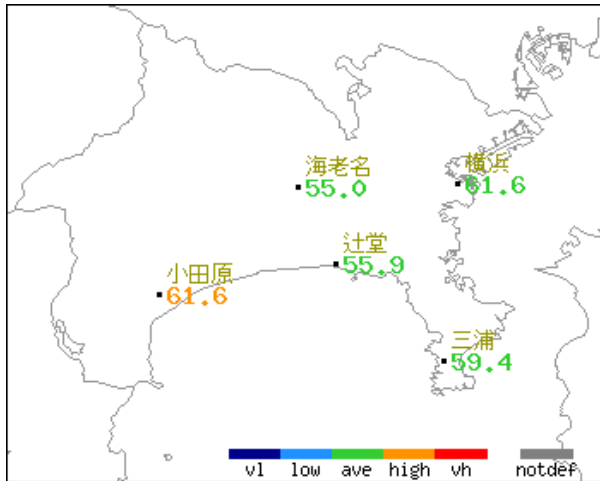 海老名
55.0
横浜
61.6
辻堂
55.9
小田原
61.6
三浦
59.4
vl low ave high vh notdef